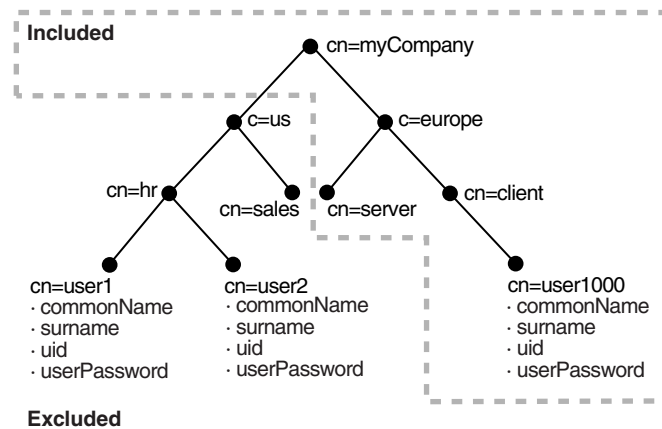 Included
cn=myCompany
c=us
c=europe
cn=hr
cn=sales
cn=server
cn=client
cn=user1
· commonName
· surname
· uid
· userPassword
cn=user2
· commonName
· surname
· uid
· userPassword
cn=user1000
· commonName
· surname
· uid
· userPassword
Excluded